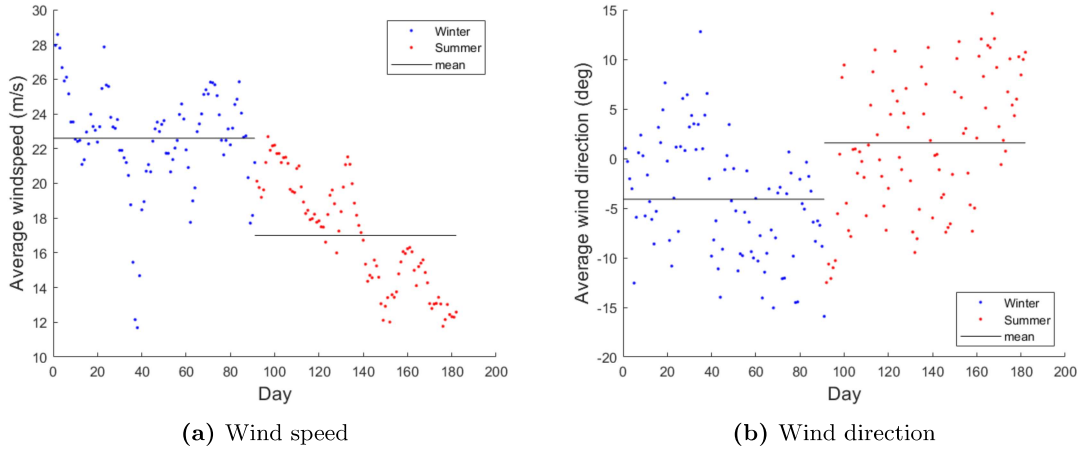 30
28
26
24
22
20
18
16
14
12
10
Average windspeed (m/s)
0 20 40 60 80 100 120 140 160 180 200
Day
Winter
Summer
mean
(a) Wind speed
15
10
5
0
-5
-10
-15
-20
Average wind direction (deg)
0 20 40 60 80 100 120 140 160 180 200
Day
Winter
Summer
mean
(b) Wind direction